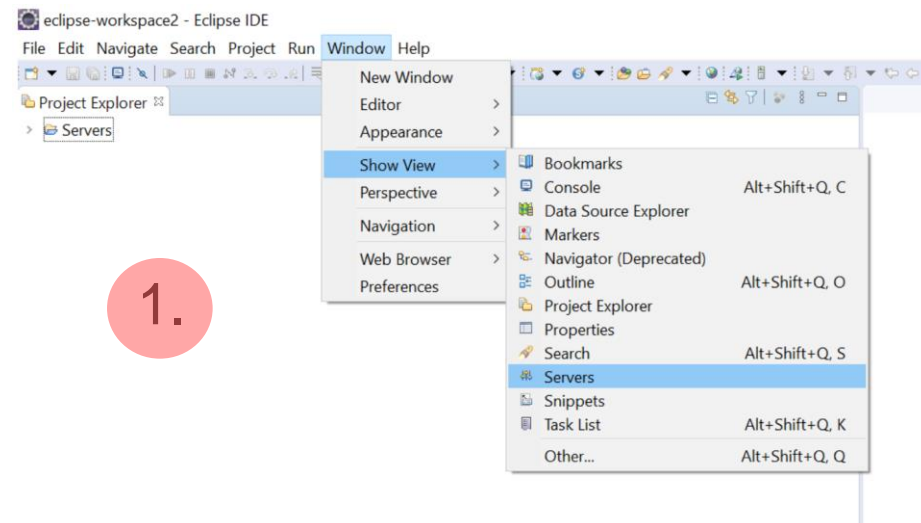 eclipse-workspace2 - Eclipse IDE
File Edit Navigate Search Project Run Window Help
Project Explorer
Servers
New Window
Editor
Appearance
Show View
Perspective
Navigation
Web Browser
Preferences
Bookmarks
Console Alt+Shift+Q, C
Data Source Explorer
Markers
Navigator (Deprecated)
Outline Alt+Shift+Q, O
Project Explorer
Properties
Search Alt+Shift+Q, S
Servers
Snippets
Task List Alt+Shift+Q, K
Other... Alt+Shift+Q, Q
1.